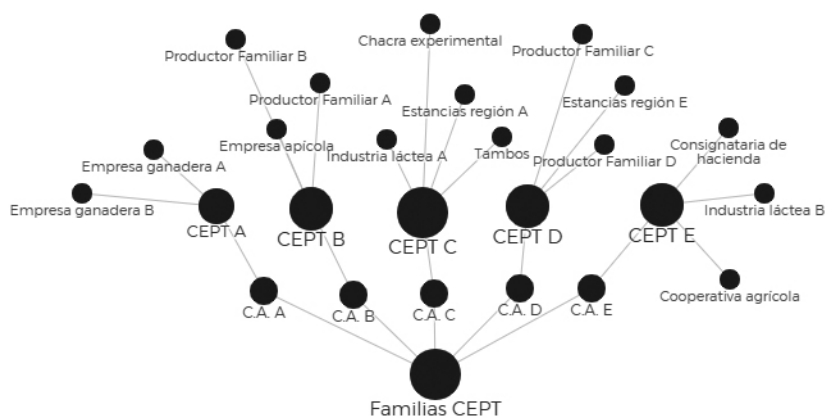 Chacra experimental
Productor Familiar B
Productor Familiar C
Productor Familiar A
Estancias región A
Estancias región E
Empresa apícola
Industria láctea A
Tambos
Productor Familiar D
Consignataria de
hacienda
Empresa ganadera A
Empresa ganadera B
CEPT A
CEPT B
CEPT C
CEPT D
CEPT E
Industria láctea B
C.A. A
C.A. B
C.A. C
C.A. D
C.A. E
Cooperativa agrícola
Familias CEPT